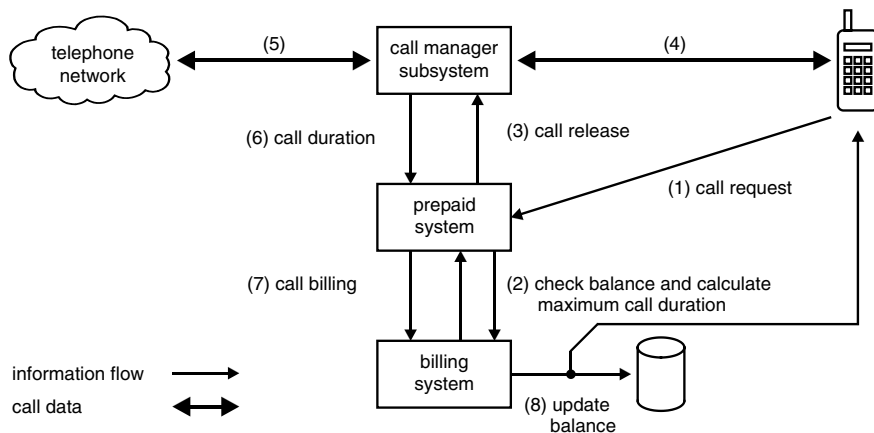 telephone
network
(5)
call manager
subsystem
(4)
(6) call duration
(3) call release
(1) call request
prepaid
system
(7) call billing
(2) check balance and calculate
maximum call duration
billing
system
(8) update
balance
information flow
call data